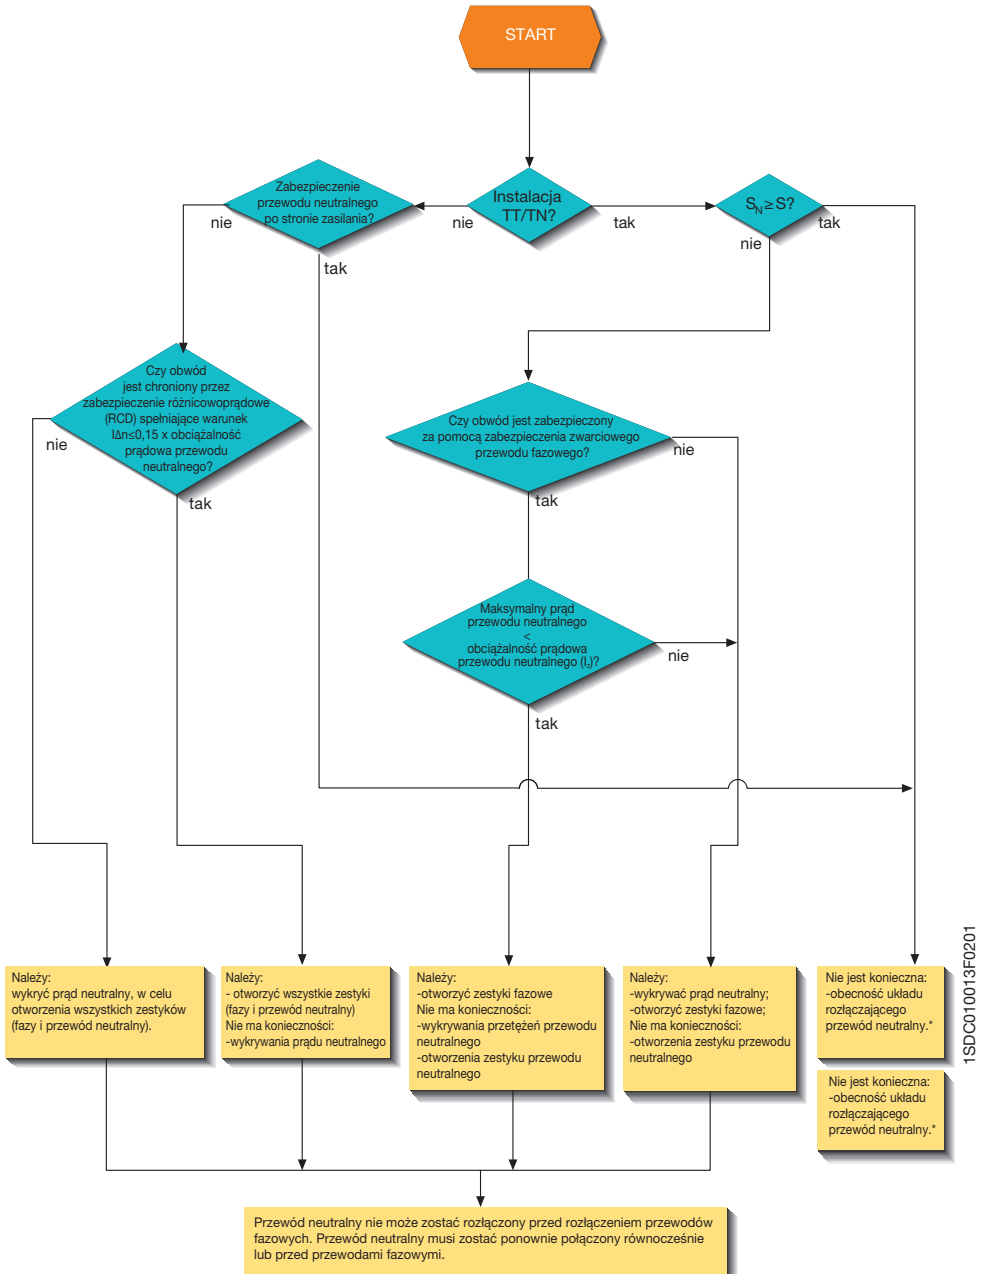 START
Zabezpieczenie
przewodu neutralnego
po stronie zasilania?
Instalacja
TT/TN?
SN ≥ S?
nie
nie
tak
nie
tak
tak
Czy obwód
jest chroniony przez
zabezpieczenie różnicowoprądowe
(RCD) spełniające warunek
IΔn≤0,15 x obciążalność
prądowa przewodu
neutralnego?
nie
tak
Czy obwód jest zabezpieczony
za pomocą zabezpieczenia zwarciowego
przewodu fazowego?
nie
tak
Maksymalny prąd
przewodu neutralnego
<
obciążalność prądowa
przewodu neutralnego (Iz)?
nie
tak
Należy:
wykryć prąd neutralny, w celu
otworzenia wszystkich zestyków
(fazy i przewód neutralny).
Należy:
- otworzyć wszystkie zestyki
(fazy i przewód neutralny)
Nie ma konieczności:
-wykrywania prądu neutralnego
Należy:
-otworzyć zestyki fazowe
Nie ma konieczności:
-wykrywania przetężeń przewodu
neutralnego
-otworzenia zestyku przewodu
neutralnego
Należy:
-wykrywać prąd neutralny;
-otworzyć zestyki fazowe;
Nie ma konieczności:
-otworzenia zestyku przewodu
neutralnego
Nie jest konieczna:
-obecność układu
rozłączającego
przewód neutralny.*
Nie jest konieczna:
-obecność układu
rozłączającego
przewód neutralny.*
Przewód neutralny nie może zostać rozłączony przed rozłączeniem przewodów
fazowych. Przewód neutralny musi zostać ponownie połączony równocześnie
lub przed przewodami fazowymi.
1SDC010013F0201